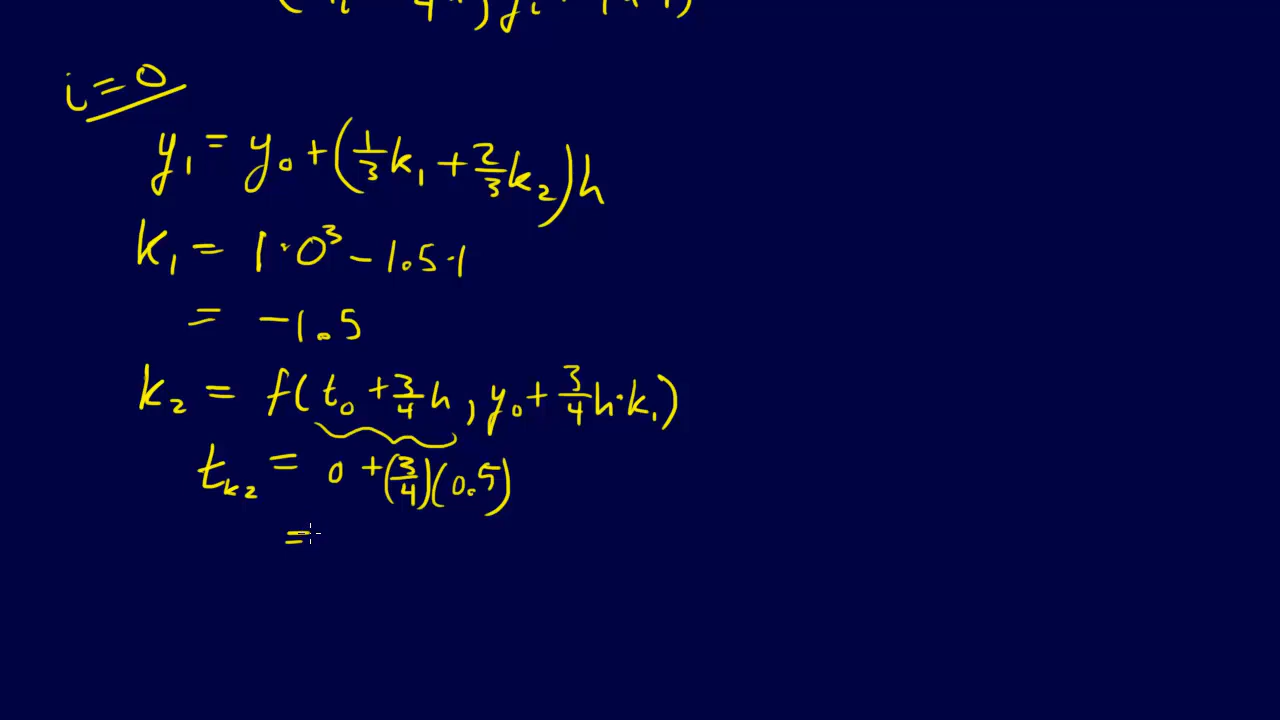 i = 0
y₁ = y₀ + (1/3 k₁ + 2/3 k₂)h
k₁ = 1 · 0³ - 1.5 · 1
= -1.5
k₂ = f(t₀ + 3/4 h, y₀ + 3/4 h · k₁)
t_k₂ = 0 + (3/4)(0.5)
=